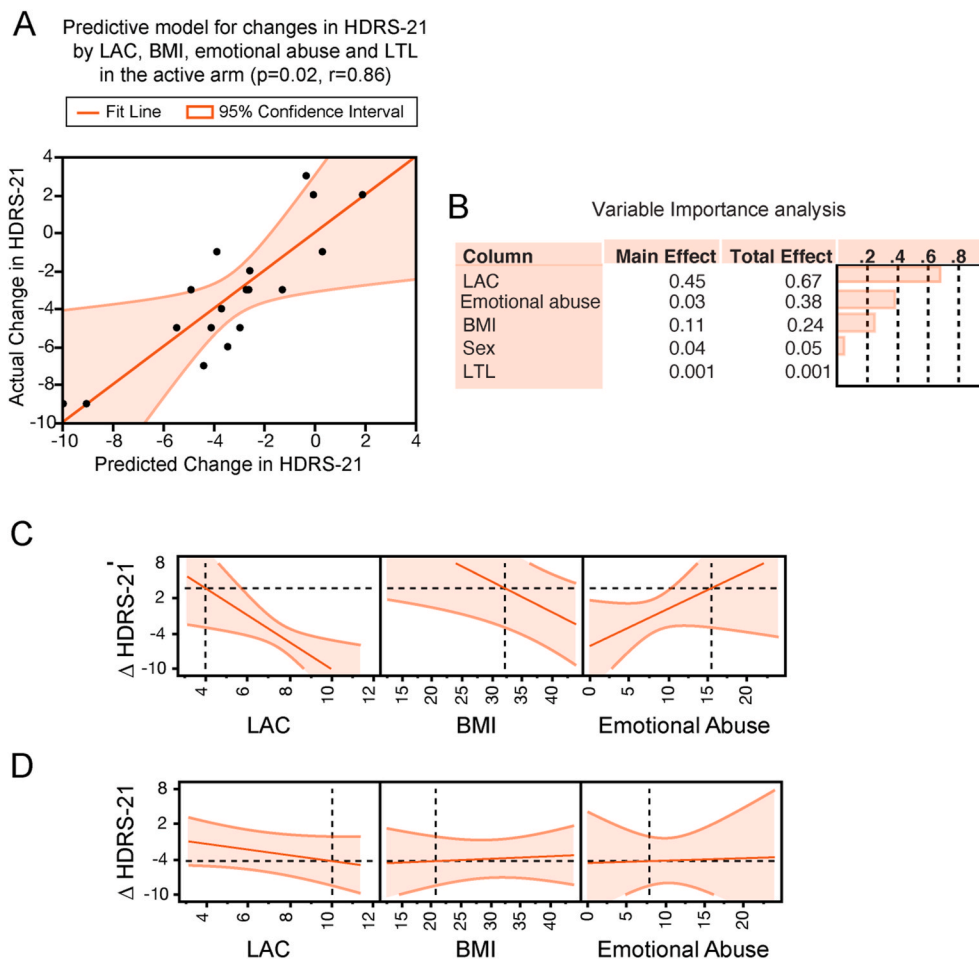 A
Predictive model for changes in HDRS-21
by LAC, BMI, emotional abuse and LTL
in the active arm (p=0.02, r=0.86)
Fit Line 95% Confidence Interval
Actual Change in HDRS-21
4
2
0
-2
-4
-6
-8
-10
-10 -8 -6 -4 -2 0 2 4
Predicted Change in HDRS-21
B
Variable Importance analysis
Column Main Effect Total Effect .2 .4 .6 .8
LAC 0.45 0.67
Emotional abuse 0.03 0.38
BMI 0.11 0.24
Sex 0.04 0.05
LTL 0.001 0.001
C
Δ HDRS-21
8
2
-4
-10
4 6 8 10 12 15 20 25 30 35 40 0 5 10 15 20
LAC BMI Emotional Abuse
D
Δ HDRS-21
8
2
-4
-10
4 6 8 10 12 15 20 25 30 35 40 0 5 10 15 20
LAC BMI Emotional Abuse